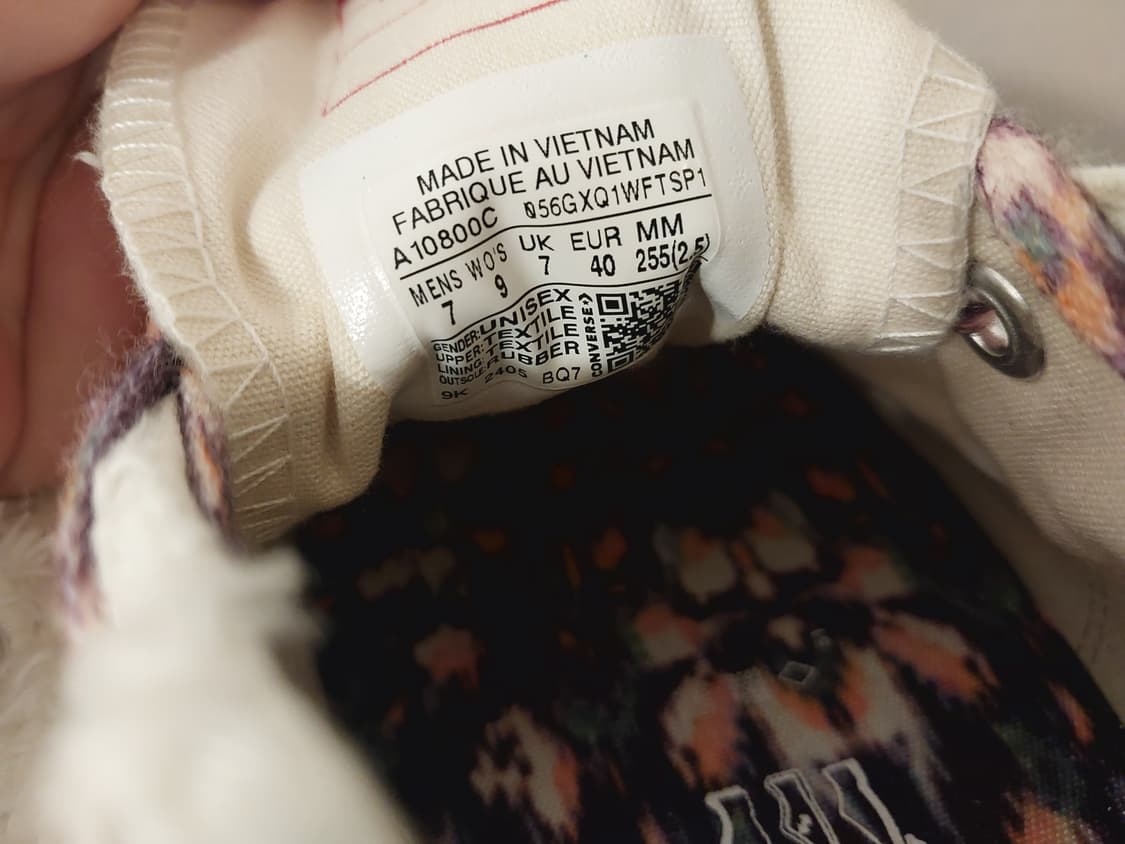 MADE IN VIETNAM
FABRIQUE AU VIETNAM
A10800C 056GXQ1WFTSP1
MENS WO'S UK EUR MM
7 9 7 40 255(2.5)
GENDER: UNISEX
UPPER: TEXTILE
LINING: TEXTILE
OUTSOLE: RUBBER
CONVERSE
9K 2405 BQ7